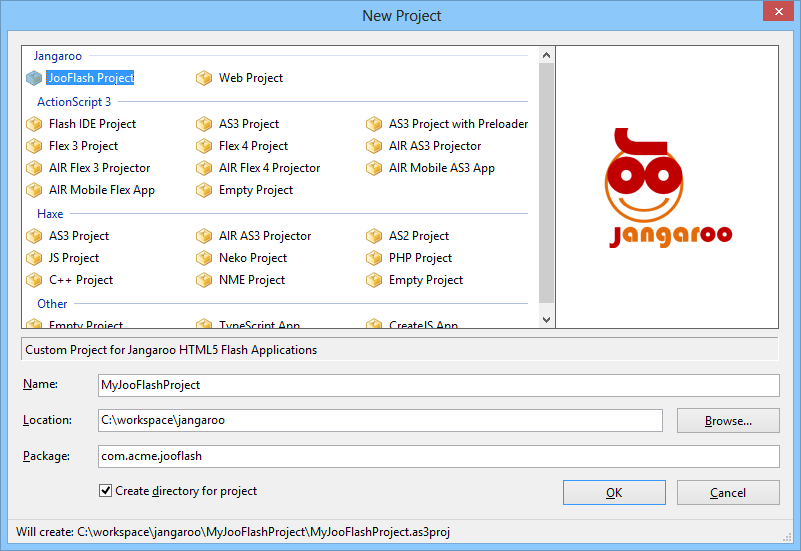 New Project
Jangaroo
JooFlash Project Web Project
ActionScript 3
Flash IDE Project AS3 Project AS3 Project with Preloader
Flex 3 Project Flex 4 Project AIR AS3 Projector
AIR Flex 3 Projector AIR Flex 4 Projector AIR Mobile AS3 App
AIR Mobile Flex App Empty Project
Haxe
AS3 Project AIR AS3 Projector AS2 Project
JS Project Neko Project PHP Project
C++ Project NME Project Empty Project
Other
Empty Project TypeScript App CreateJS App
jangaroo
Custom Project for Jangaroo HTML5 Flash Applications
Name: MyJooFlashProject
Location: C:\workspace\jangaroo Browse...
Package: com.acme.jooflash
Create directory for project OK Cancel
Will create: C:\workspace\jangaroo\MyJooFlashProject\MyJooFlashProject.as3proj